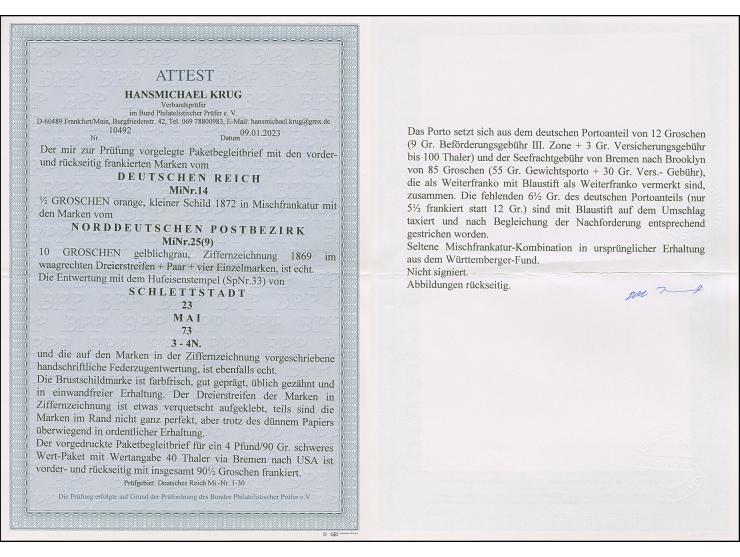 ATTEST
HANSMICHAEL KRUG
Verbandsprüfer
im Bund Philatelistischer Prüfer e. V.
D-60489 Frankfurt/Main, Burgfriedenstr. 42, Tel. 069 78800983, E-Mail: hansmichael.krug@gmx.de
Nr. 10492 Datum 09.01.2023
Der mir zur Prüfung vorgelegte Paketbegleitbrief mit den vorder-
und rückseitig frankierten Marken vom
DEUTSCHEN REICH
MiNr.14
½ GROSCHEN orange, kleiner Schild 1872 in Mischfrankatur mit
den Marken vom
NORDDEUTSCHEN POSTBEZIRK
MiNr.25(9)
10 GROSCHEN gelblichgrau, Ziffernzeichnung 1869 im
waagrechten Dreierstreifen + Paar + vier Einzelmarken, ist echt.
Die Entwertung mit dem Hufeisenstempel (SpNr.33) von
SCHLETTSTADT
23
MAI
73
3 - 4N.
und die auf den Marken in der Ziffernzeichnung vorgeschriebene
handschriftliche Federzugentwertung, ist ebenfalls echt.
Die Brustschildmarke ist farbfrisch, gut geprägt, üblich gezähnt und
in einwandfreier Erhaltung. Der Dreierstreifen der Marken in
Ziffernzeichnung ist etwas verquetscht aufgeklebt, teils sind die
Marken im Rand nicht ganz perfekt, aber trotz des dünnem Papiers
überwiegend in ordentlicher Erhaltung.
Der vorgedruckte Paketbegleitbrief für ein 4 Pfund/90 Gr. schweres
Wert-Paket mit Wertangabe 40 Thaler via Bremen nach USA ist
vorder- und rückseitig mit insgesamt 90½ Groschen frankiert.
Prüfgebiet: Deutsches Reich Mi.-Nr. 1-30
Die Prüfung erfolgte auf Grund der Prüfordnung des Bundes Philatelistischer Prüfer e.V.
Das Porto setzt sich aus dem deutschen Portoanteil von 12 Groschen
(9 Gr. Beförderungsgebühr III. Zone + 3 Gr. Versicherungsgebühr
bis 100 Thaler) und der Seefrachtgebühr von Bremen nach Brooklyn
von 85 Groschen (55 Gr. Gewichtsporto + 30 Gr. Vers.- Gebühr),
die als Weiterfranko mit Blaustift als Weiterfranko vermerkt sind,
zusammen. Die fehlenden 6½ Gr. des deutschen Portoanteils (nur
5½ frankiert statt 12 Gr.) sind mit Blaustift auf dem Umschlag
taxiert und nach Begleichung der Nachforderung entsprechend
gestrichen worden.
Seltene Mischfrankatur-Kombination in ursprünglicher Erhaltung
aus dem Württemberger-Fund.
Nicht signiert.
Abbildungen rückseitig.